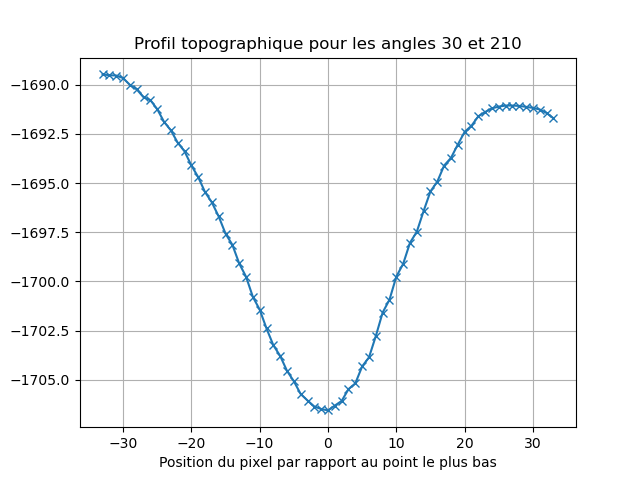 Profil topographique pour les angles 30 et 210
−1690.0
−1692.5
−1695.0
−1697.5
−1700.0
−1702.5
−1705.0
−30 −20 −10 0 10 20 30
Position du pixel par rapport au point le plus bas